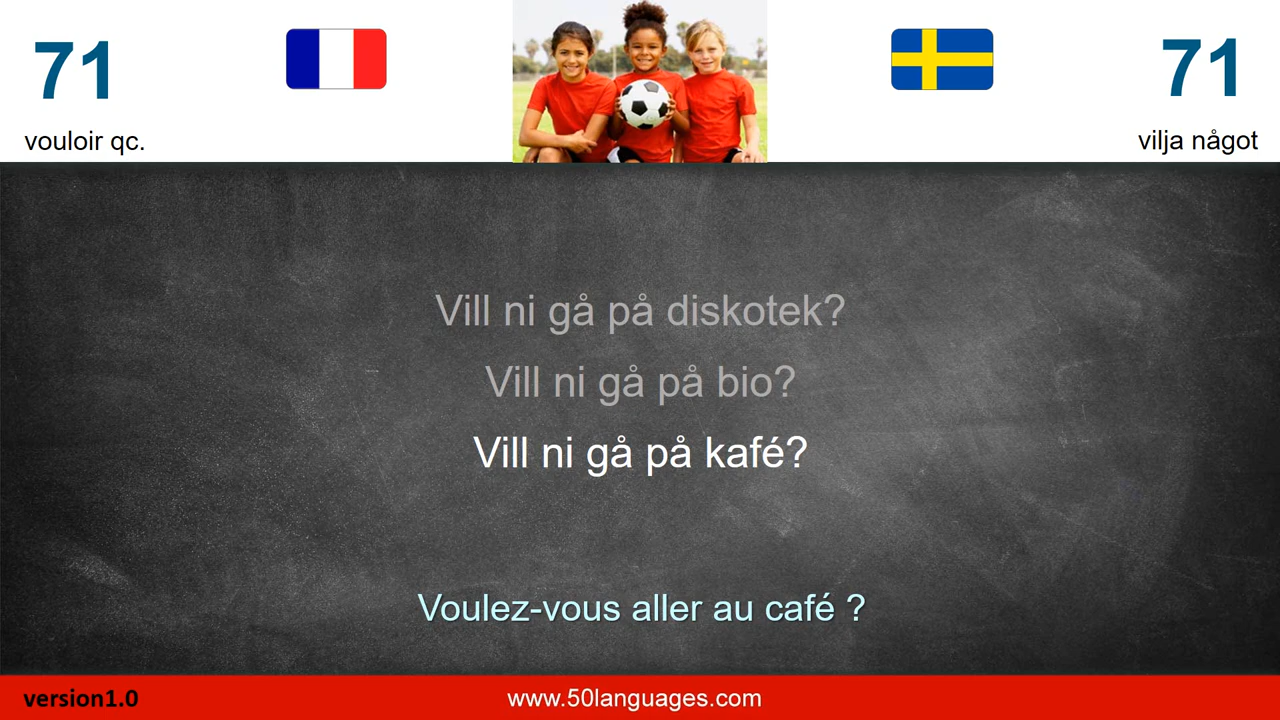 71
71
vouloir qc.
vilja något
Vill ni gå på diskotek?
Vill ni gå på bio?
Vill ni gå på kafé?
Voulez-vous aller au café ?
version1.0
www.50languages.com